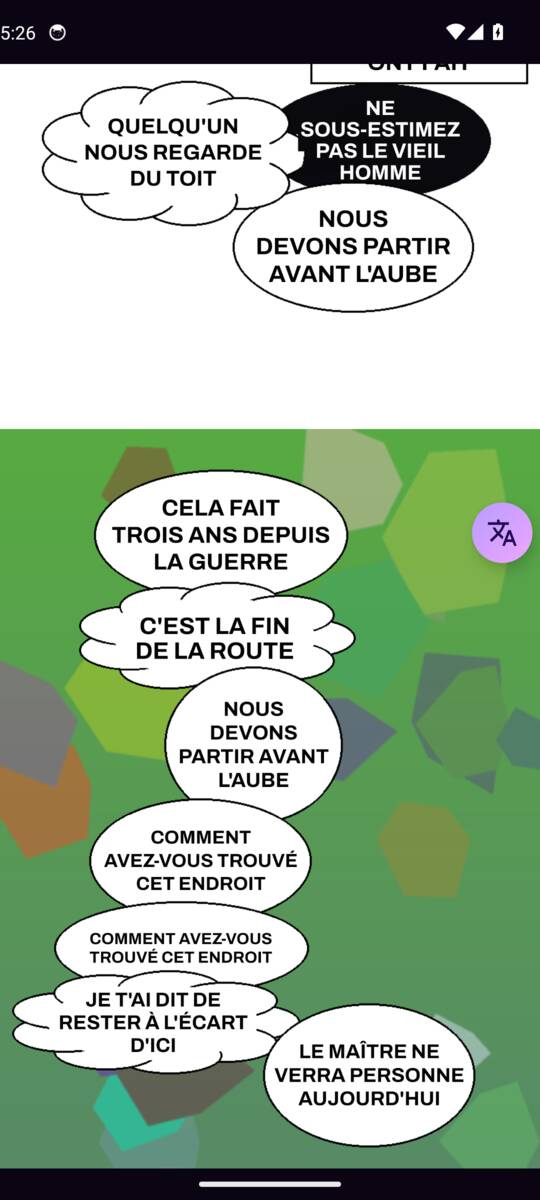 5:26
ONT FAIT
QUELQU'UN
NOUS REGARDE
DU TOIT
NE
SOUS-ESTIMEZ
PAS LE VIEIL
HOMME
NOUS
DEVONS PARTIR
AVANT L'AUBE
CELA FAIT
TROIS ANS DEPUIS
LA GUERRE
C'EST LA FIN
DE LA ROUTE
NOUS
DEVONS
PARTIR AVANT
L'AUBE
COMMENT
AVEZ-VOUS TROUVÉ
CET ENDROIT
COMMENT AVEZ-VOUS
TROUVÉ CET ENDROIT
JE T'AI DIT DE
RESTER À L'ÉCART
D'ICI
LE MAÎTRE NE
VERRA PERSONNE
AUJOURD'HUI